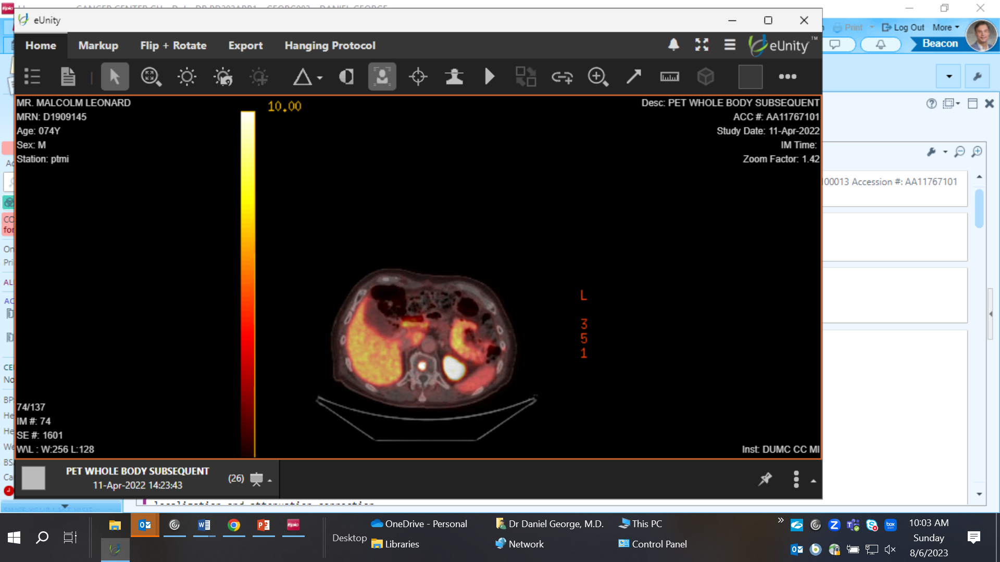 eUnity
Print
Log Out
More
Home
Markup
Flip + Rotate
Export
Hanging Protocol
eUnity™
Beacon
MR. MALCOLM LEONARD
MRN: D1909145
Age: 074Y
Sex: M
Station: ptmi
10.00
Desc: PET WHOLE BODY SUBSEQUENT
ACC #: AA11767101
Study Date: 11-Apr-2022
IM Time:
Zoom Factor: 1.42
00013 Accession #: AA11767101
L
3
5
1
74/137
IM #: 74
SE #: 1601
W\L : W:256 L:128
Inst: DUMC CC MI
PET WHOLE BODY SUBSEQUENT
11-Apr-2022 14:23:43
(26)
Desktop
OneDrive - Personal
Dr Daniel George, M.D.
This PC
Libraries
Network
Control Panel
10:03 AM
Sunday
8/6/2023